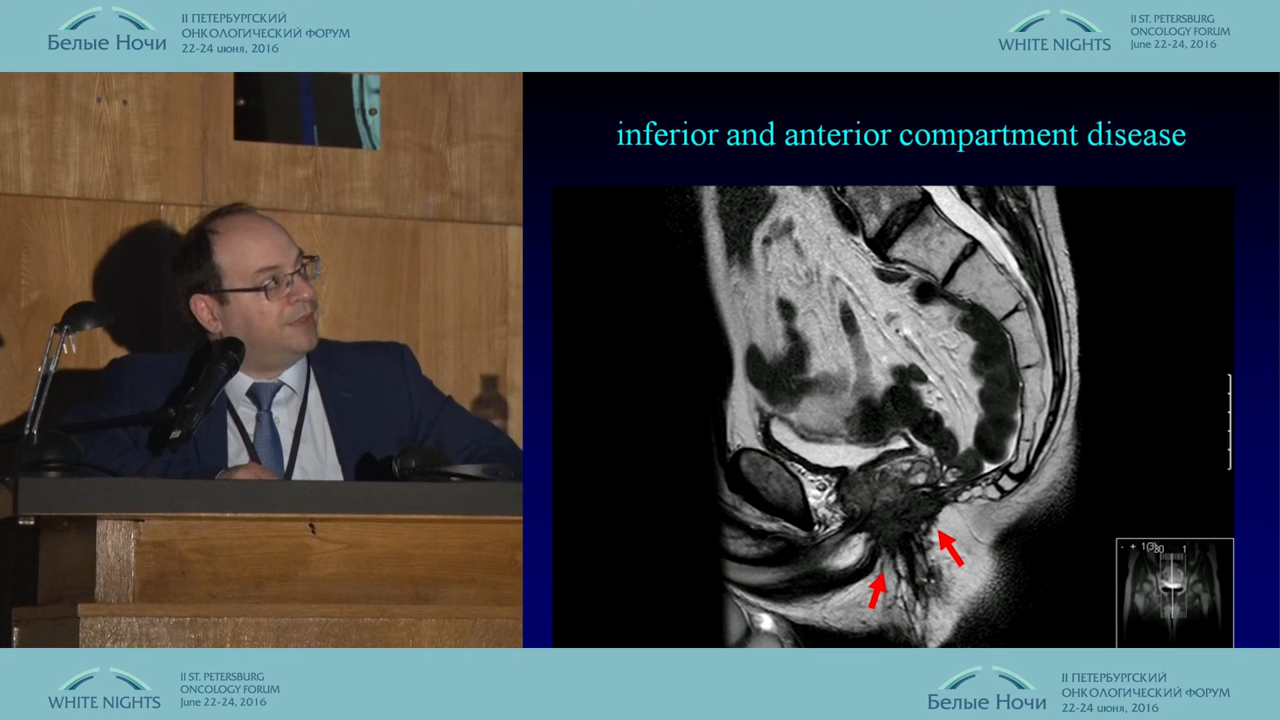 II ПЕТЕРБУРГСКИЙ
ОНКОЛОГИЧЕСКИЙ ФОРУМ
22-24 июня, 2016
Белые Ночи
II ST. PETERSBURG
ONCOLOGY FORUM
June 22-24, 2016
WHITE NIGHTS
inferior and anterior compartment disease
II ST. PETERSBURG
ONCOLOGY FORUM
June 22-24, 2016
WHITE NIGHTS
II ПЕТЕРБУРГСКИЙ
ОНКОЛОГИЧЕСКИЙ ФОРУМ
22-24 июня, 2016
Белые Ночи